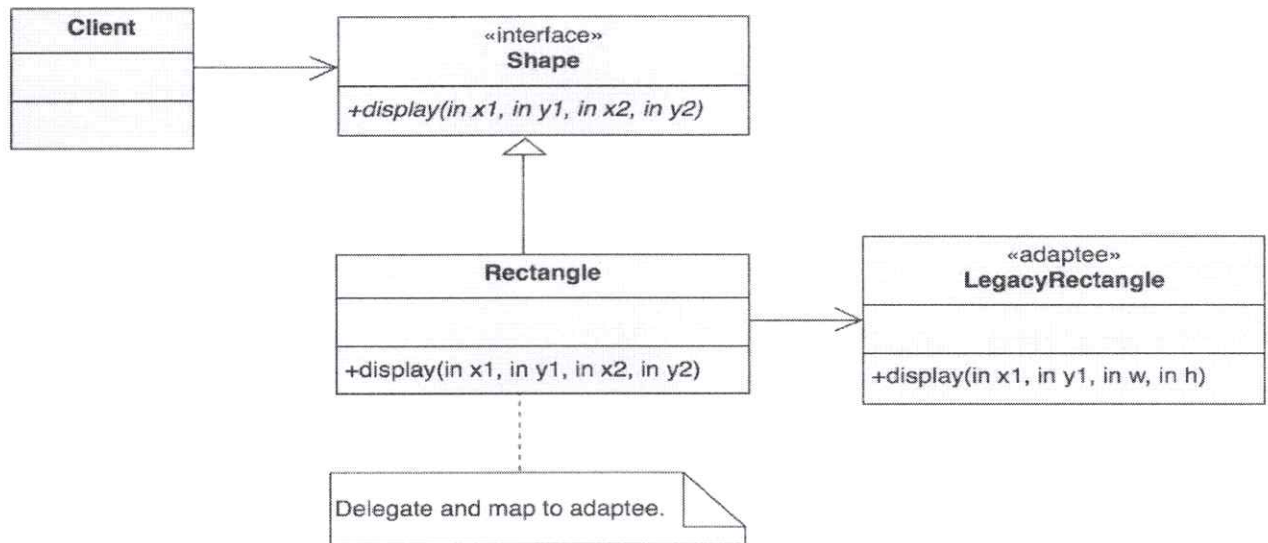 Client
«interface»
Shape
+display(in x1, in y1, in x2, in y2)
Rectangle
+display(in x1, in y1, in x2, in y2)
«adaptee»
LegacyRectangle
+display(in x1, in y1, in w, in h)
Delegate and map to adaptee.